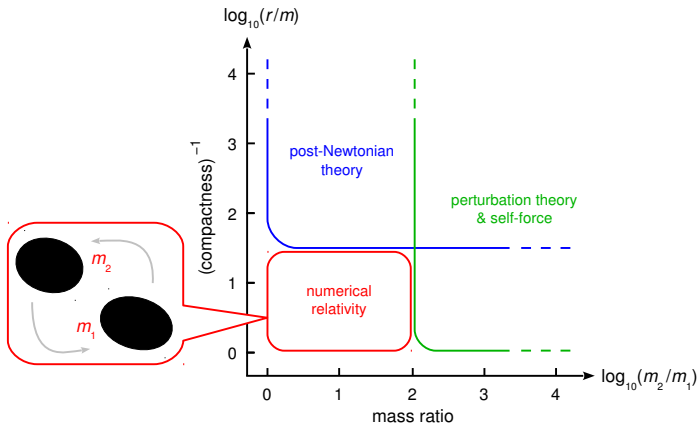 log₁₀(r/m)
4
3
2
1
0
(compactness)⁻¹
post-Newtonian
theory
perturbation theory
& self-force
numerical
relativity
m₂
m₁
0
1
2
3
4
log₁₀(m₂/m₁)
mass ratio